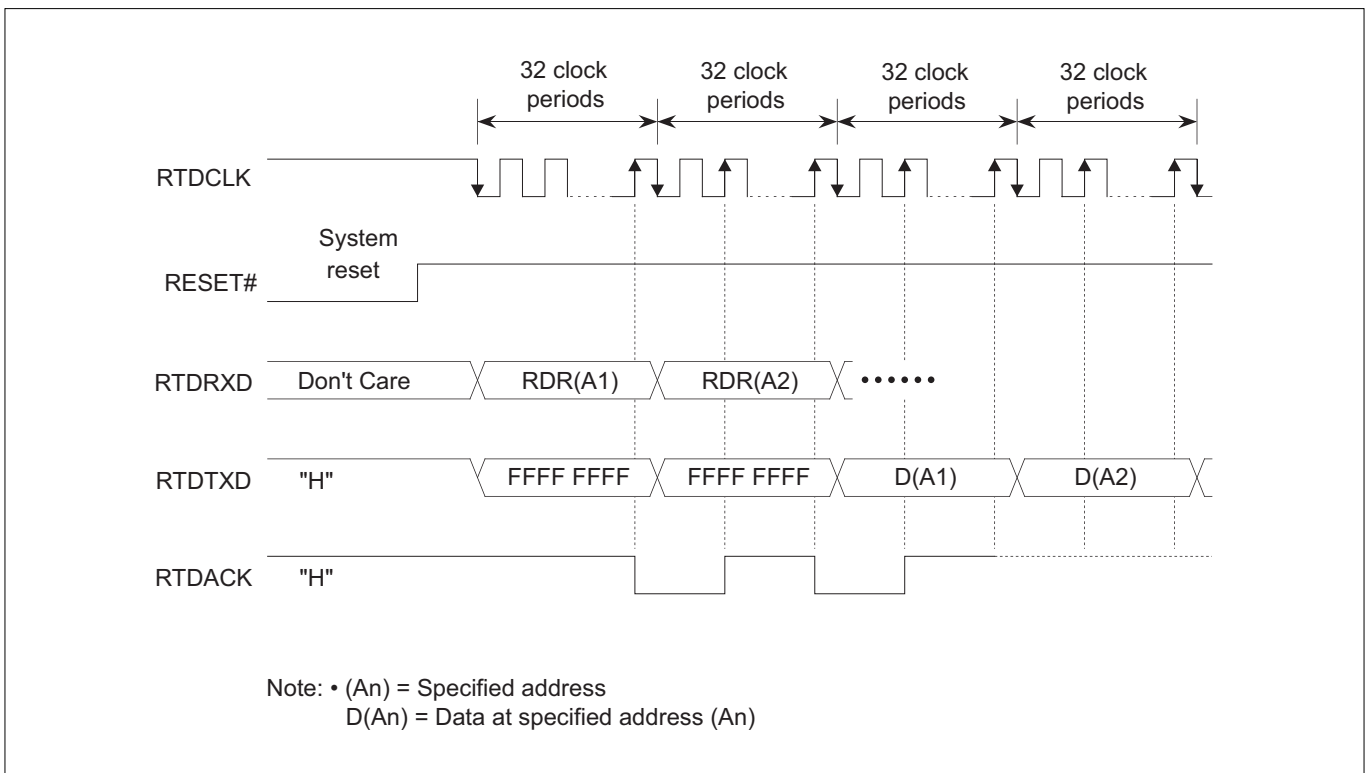 32 clock
periods
32 clock
periods
32 clock
periods
32 clock
periods
RTDCLK
System
reset
RESET#
RTDRXD Don't Care RDR(A1) RDR(A2) ••••••
RTDTXD "H" FFFF FFFF FFFF FFFF D(A1) D(A2)
RTDACK "H"
Note: • (An) = Specified address
D(An) = Data at specified address (An)